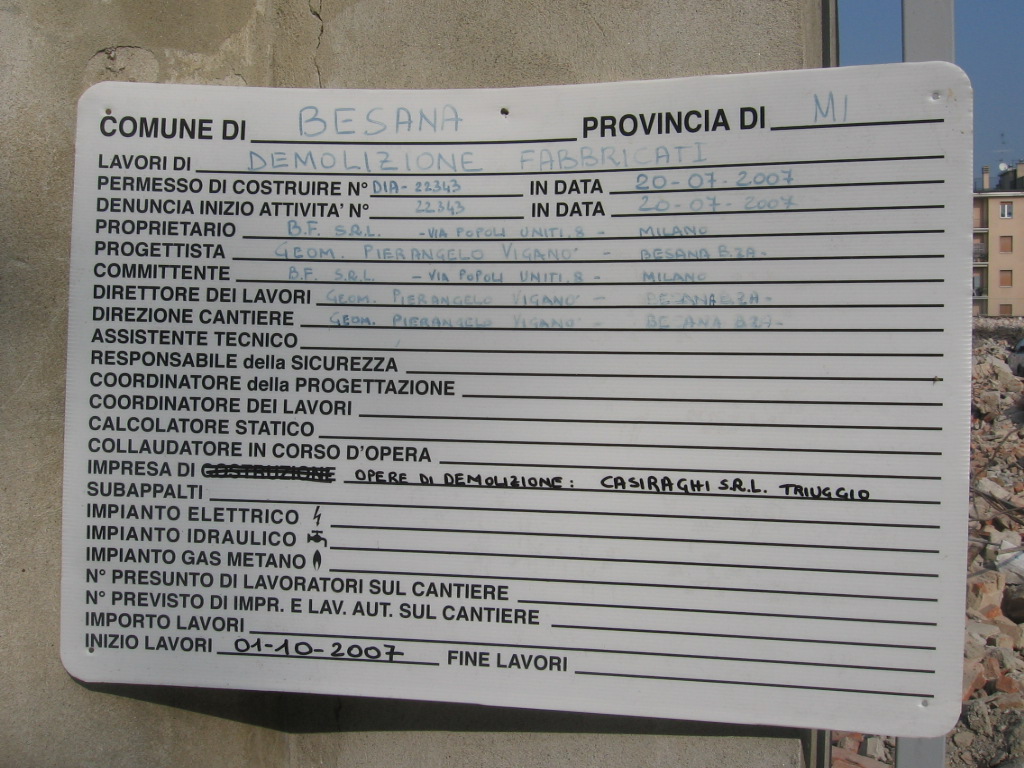 COMUNE DI BESANA PROVINCIA DI MI
LAVORI DI DEMOLIZIONE FABBRICATI
PERMESSO DI COSTRUIRE N° DIA-22343 IN DATA 20-07-2007
DENUNCIA INIZIO ATTIVITA' N° 22343 IN DATA 20-07-2007
PROPRIETARIO B.F. S.R.L. -VIA POPOLI UNITI,8 - MILANO
PROGETTISTA GEOM. PIERANGELO VIGANO' - BESANA B.ZA-
COMMITTENTE B.F. S.R.L - VIA POPOLI UNITI,8 - MILANO
DIRETTORE DEI LAVORI GEOM. PIERANGELO VIGANO' - BESANA B.ZA-
DIREZIONE CANTIERE GEOM. PIERANGELO VIGANO' - BESANA B.ZA-
ASSISTENTE TECNICO
RESPONSABILE della SICUREZZA
COORDINATORE della PROGETTAZIONE
COORDINATORE DEI LAVORI
CALCOLATORE STATICO
COLLAUDATORE IN CORSO D'OPERA
IMPRESA DI COSTRUZIONE OPERE DI DEMOLIZIONE: CASIRAGHI S.R.L. TRIUGGIO
SUBAPPALTI
IMPIANTO ELETTRICO
IMPIANTO IDRAULICO
IMPIANTO GAS METANO
N° PRESUNTO DI LAVORATORI SUL CANTIERE
N° PREVISTO DI IMPR. E LAV. AUT. SUL CANTIERE
IMPORTO LAVORI
INIZIO LAVORI 01-10-2007 FINE LAVORI